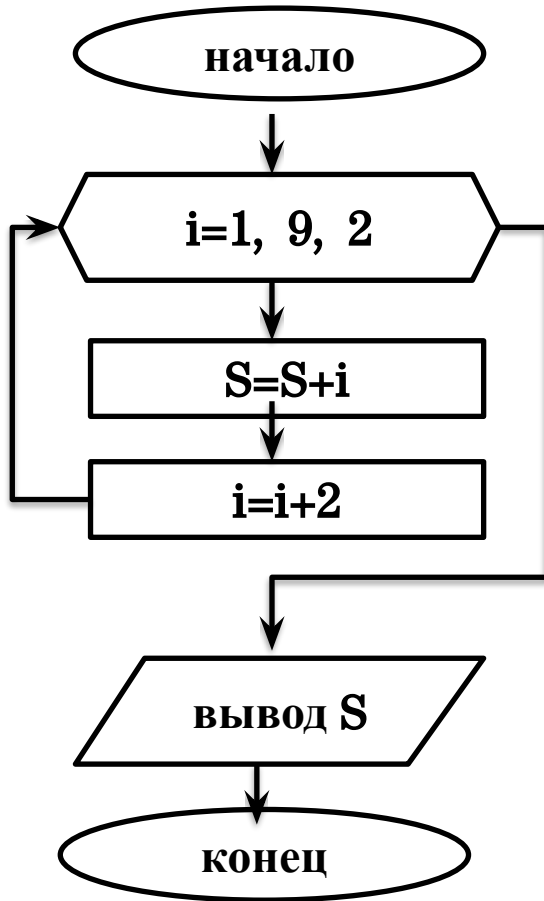 начало
i=1, 9, 2
S=S+i
i=i+2
вывод S
конец